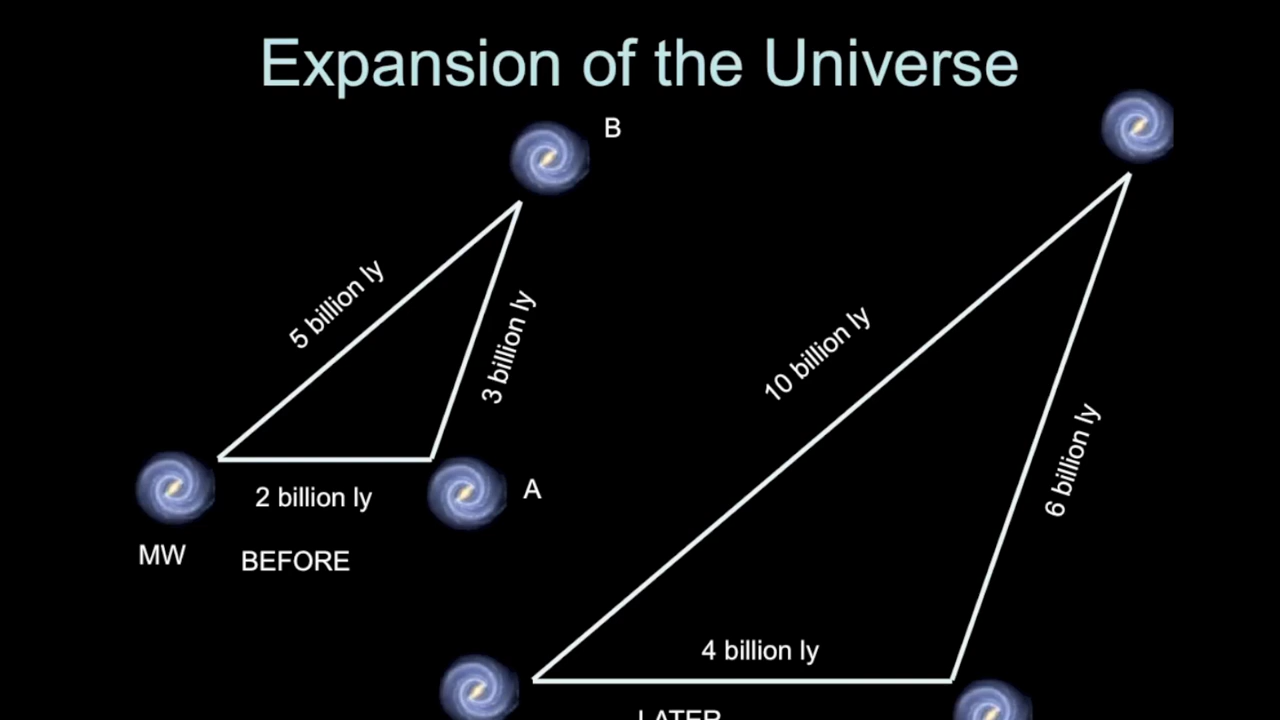 Expansion of the Universe
B
5 billion ly
3 billion ly
2 billion ly
A
MW
BEFORE
10 billion ly
6 billion ly
4 billion ly
LATER